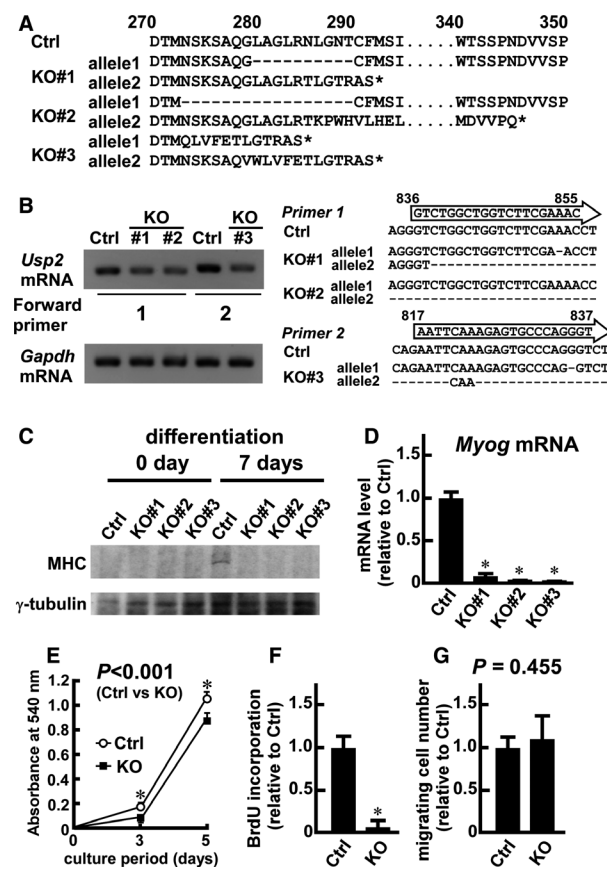 A
270 280 290 340 350
Ctrl DTMNSKSAQGLAGLRNLGNTCFMSI.....WTSSPNDVVSP
KO#1 allele1 DTMNSKSAQG----------CFMSI.....WTSSPNDVVSP
allele2 DTMNSKSAQGLAGLRTLGTRAS*
KO#2 allele1 DTM-----------------CFMSI.....WTSSPNDVVSP
allele2 DTMNSKSAQGLAGLRTKPWHVLHEL.....MDVVPQ*
KO#3 allele1 DTMQLVFETLGTRAS*
allele2 DTMNSKSAQVWLVFETLGTRAS*
B
KO KO
Ctrl #1 #2 Ctrl #3
Usp2 mRNA
Forward primer 1 2
Gapdh mRNA
836 855
Primer 1 GTCTGGCTGGTCTTCGAAAC
Ctrl AGGGTCTGGCTGGTCTTCGAAACCT
KO#1 allele1 AGGGTCTGGCTGGTCTTCGA-ACCT
allele2 AGGGT--------------------
KO#2 allele1 AGGGTCTGGCTGGTCTTCGAAAACC
allele2 -------------------------
817 837
Primer 2 AATTCAAAGAGTGCCCAGGGT
Ctrl CAGAATTCAAAGAGTGCCCAGGGTCT
KO#3 allele1 CAGAATTCAAAGAGTGCCCAGG-GTCT
allele2 -------CAA----------------
C
differentiation
0 day 7 days
Ctrl KO#1 KO#2 KO#3 Ctrl KO#1 KO#2 KO#3
MHC
γ-tubulin
D
Myog mRNA
mRNA level
(relative to Ctrl)
1.0
0.5
0
* * *
Ctrl KO#1 KO#2 KO#3
E
P<0.001
(Ctrl vs KO)
Absorbance at 540 nm
1.2
1.0
0.8
0.6
0.4
0.2
0
Ctrl
KO
* *
0 3 5
culture period (days)
F
BrdU incorporation
(relative to Ctrl)
1.0
0.5
0
*
Ctrl KO
G
P = 0.455
migrating cell number
(relative to Ctrl)
1.0
0.5
0
Ctrl KO